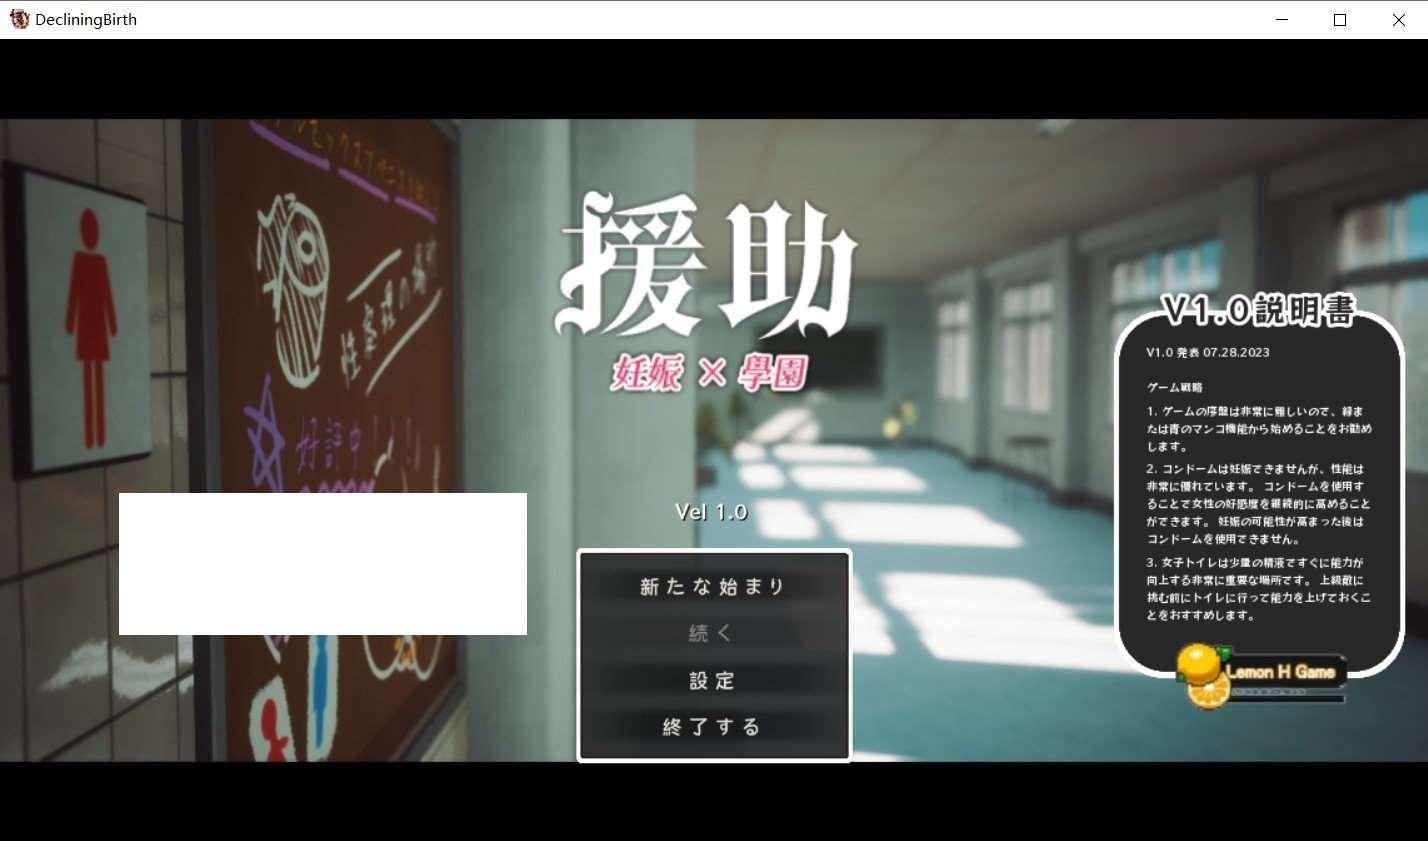 DecliningBirth
性処理の場所
好評中!!!
援助
妊娠×學園
Vel 1.0
新たな始まり
続く
設定
終了する
V1.0説明書
V1.0 発表 07.28.2023
ゲーム戦略
1. ゲームの序盤は非常に難しいので、緑ま
たは青のマンコ機能から始めることをお勧め
します。
2. コンドームは妊娠できませんが、性能は
非常に優れています。 コンドームを使用す
ることで女性の好感度を継続的に高めること
ができます。 妊娠の可能性が高まった後は
コンドームを使用できません。
3. 女子トイレは少量の精液ですぐに能力が
向上する非常に重要な場所です。 上級敵に
挑む前にトイレに行って能力を上げておくこ
とをおすすめします。
Lemon H Game